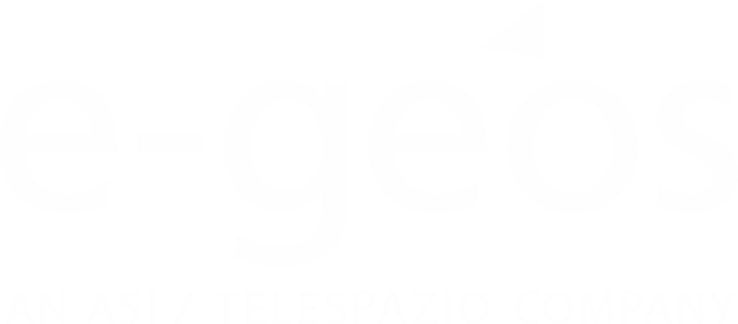 e-geos
AN ASI / TELESPAZIO COMPANY